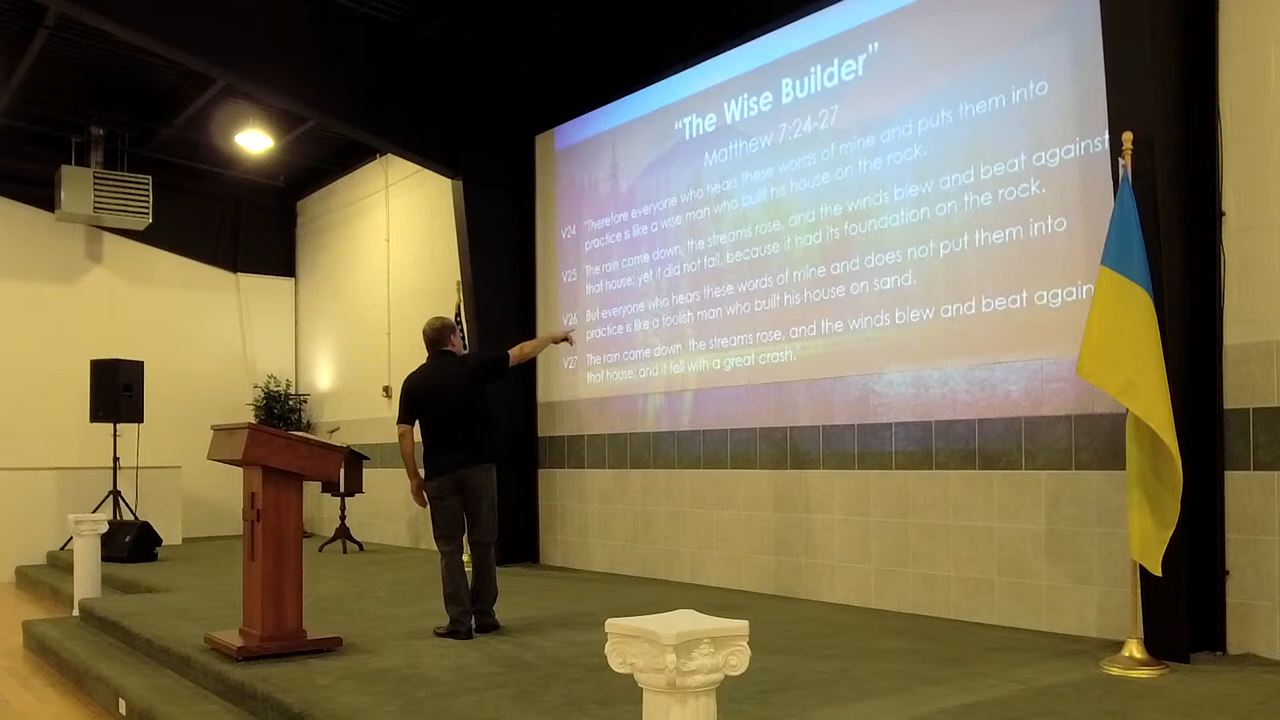 “The Wise Builder”
Matthew 7:24-27
V24 “Therefore everyone who hears these words of mine and puts them into
practice is like a wise man who built his house on the rock.
V25 The rain came down, the streams rose, and the winds blew and beat against
that house; yet it did not fall, because it had its foundation on the rock.
V26 But everyone who hears these words of mine and does not put them into
practice is like a foolish man who built his house on sand.
V27 The rain came down, the streams rose, and the winds blew and beat again
that house, and it fell with a great crash.”